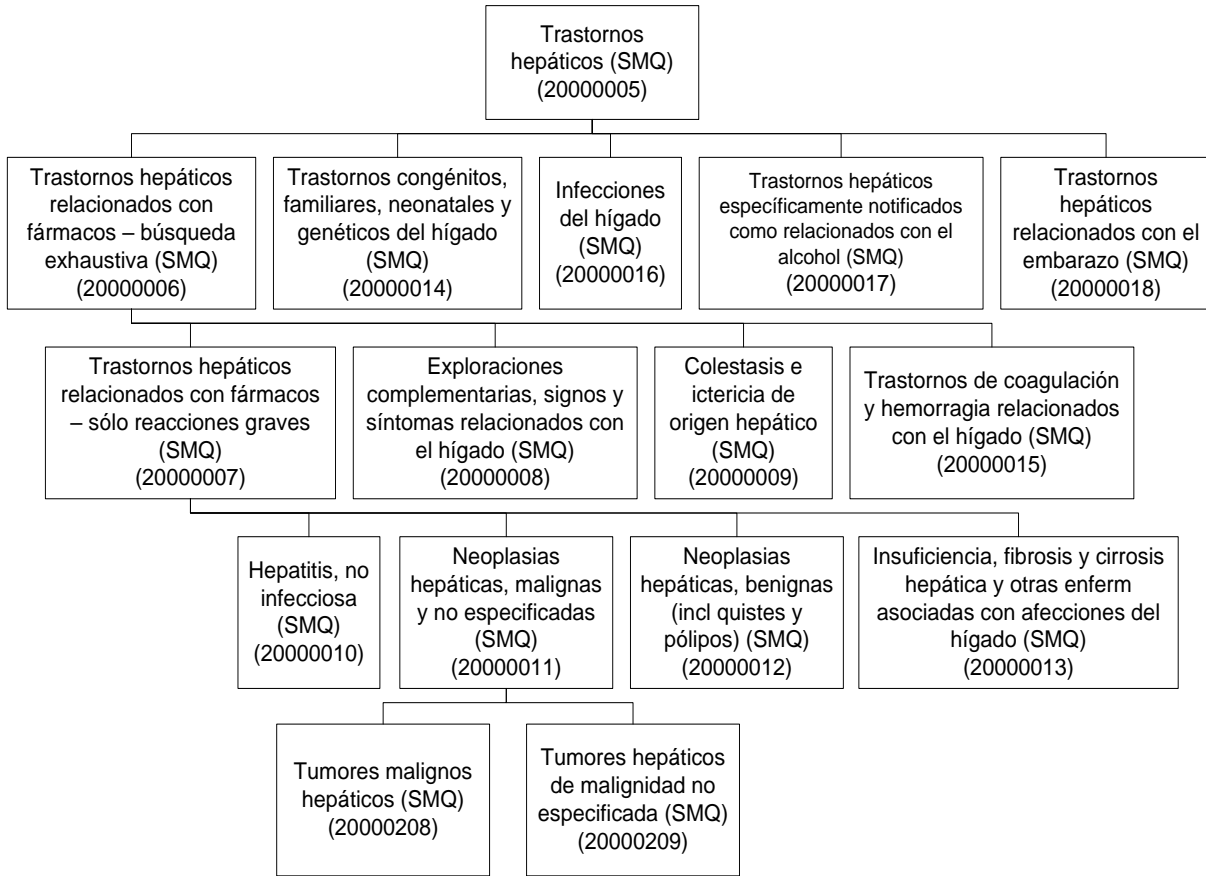 Trastornos
hepáticos (SMQ)
(20000005)
Trastornos hepáticos
relacionados con
fármacos – búsqueda
exhaustiva (SMQ)
(20000006)
Trastornos congénitos,
familiares, neonatales y
genéticos del hígado
(SMQ)
(20000014)
Infecciones
del hígado
(SMQ)
(20000016)
Trastornos hepáticos
específicamente notificados
como relacionados con el
alcohol (SMQ)
(20000017)
Trastornos
hepáticos
relacionados con el
embarazo (SMQ)
(20000018)
Trastornos hepáticos
relacionados con fármacos
– sólo reacciones graves
(SMQ)
(20000007)
Exploraciones
complementarias, signos y
síntomas relacionados con
el hígado (SMQ)
(20000008)
Colestasis e
ictericia de
origen hepático
(SMQ)
(20000009)
Trastornos de coagulación
y hemorragia relacionados
con el hígado (SMQ)
(20000015)
Hepatitis, no
infecciosa
(SMQ)
(20000010)
Neoplasias
hepáticas, malignas
y no especificadas
(SMQ)
(20000011)
Neoplasias
hepáticas, benignas
(incl quistes y
pólipos) (SMQ)
(20000012)
Insuficiencia, fibrosis y cirrosis
hepática y otras enferm
asociadas con afecciones del
hígado (SMQ)
(20000013)
Tumores malignos
hepáticos (SMQ)
(20000208)
Tumores hepáticos
de malignidad no
especificada (SMQ)
(20000209)